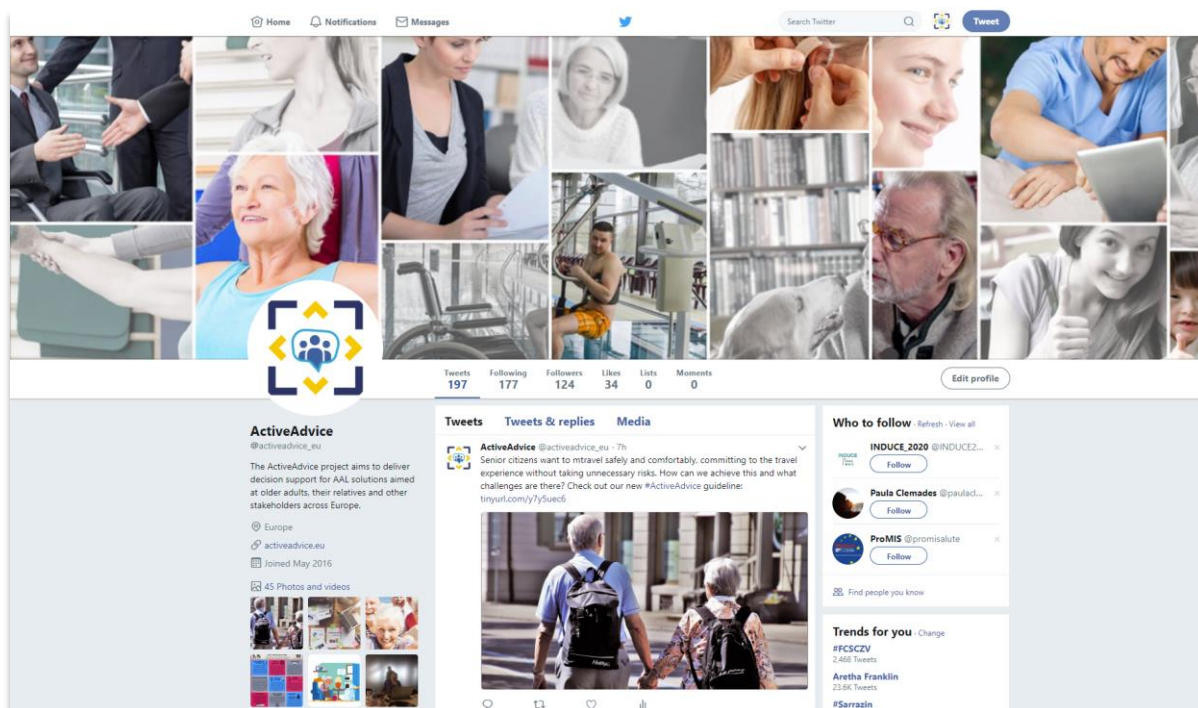 Home Notifications Messages Search Twitter Tweet
Tweets Following Followers Likes Lists Moments
197 177 124 34 0 0
Edit profile
ActiveAdvice
@activeadvice_eu
The ActiveAdvice project aims to deliver
decision support for AAL solutions aimed
at older adults, their relatives and other
stakeholders across Europe.
Europe
activeadvice.eu
Joined May 2016
45 Photos and videos
Tweets Tweets & replies Media
ActiveAdvice @activeadvice_eu · 7h
Senior citizens want to mtravel safely and comfortably, committing to the travel
experience without taking unnecessary risks. How can we achieve this and what
challenges are there? Check out our new #ActiveAdvice guideline:
tinyurl.com/y7y5uec6
Who to follow · Refresh · View all
INDUCE_2020 @INDUCE2...
Follow
Paula Clemades @paulacl...
Follow
ProMIS @promisalute
Follow
Find people you know
Trends for you · Change
#FCSCZV
2,468 Tweets
Aretha Franklin
23.6K Tweets
#Sarrazin